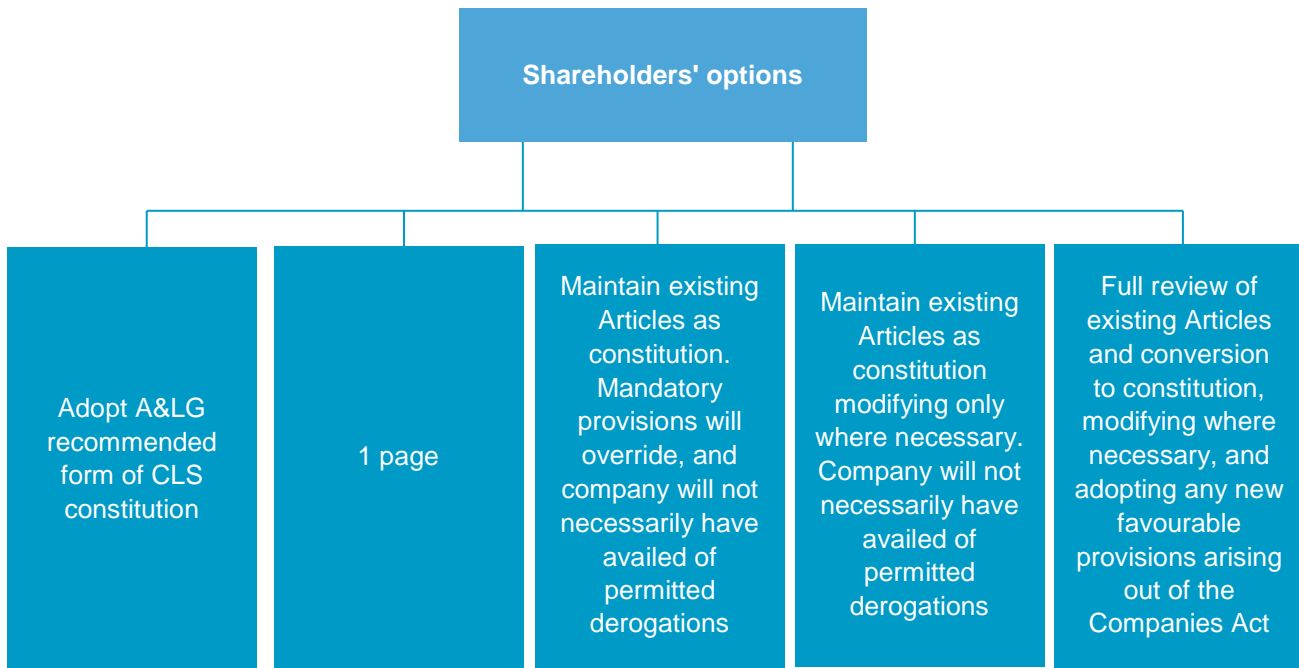 Shareholders' options
Adopt A&LG
recommended
form of CLS
constitution
1 page
Maintain existing
Articles as
constitution.
Mandatory
provisions will
override, and
company will not
necessarily have
availed of
permitted
derogations
Maintain existing
Articles as
constitution
modifying only
where necessary.
Company will not
necessarily have
availed of
permitted
derogations
Full review of
existing Articles
and conversion
to constitution,
modifying where
necessary, and
adopting any new
favourable
provisions arising
out of the
Companies Act